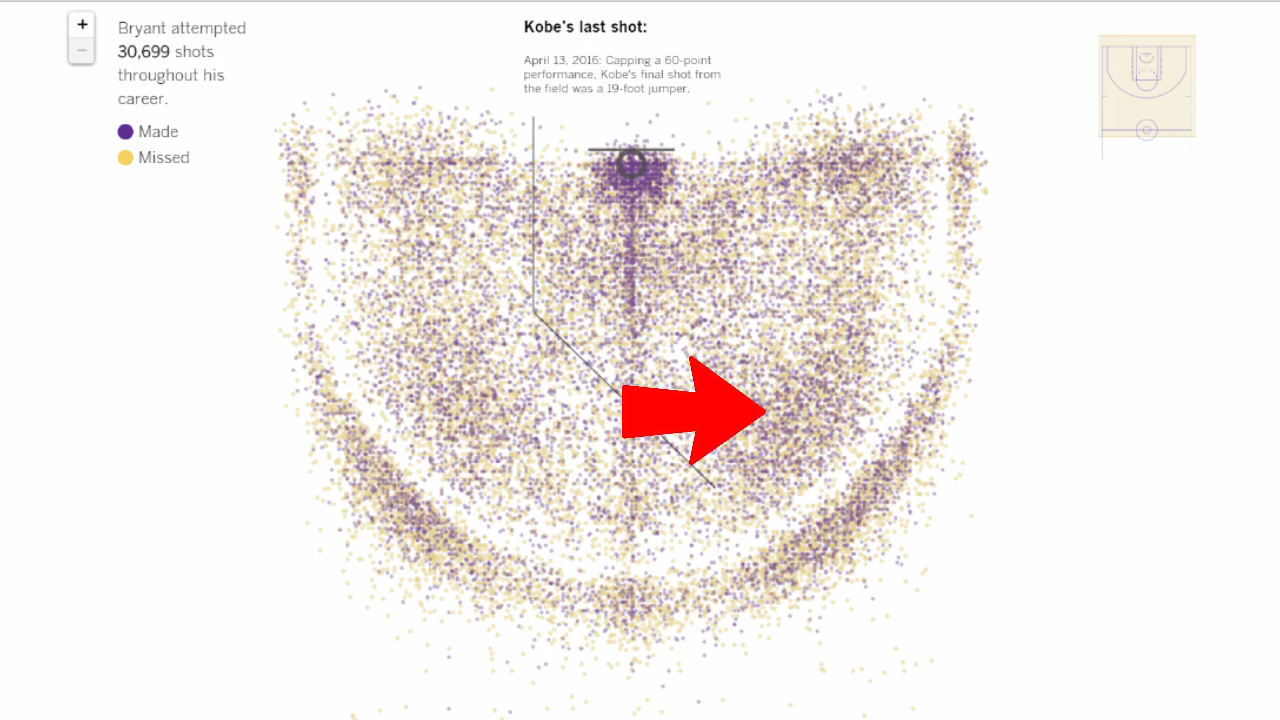 +
−
Bryant attempted
30,699 shots
throughout his
career.
Made
Missed
Kobe's last shot:
April 13, 2016: Capping a 60-point
performance, Kobe's final shot from
the field was a 19-foot jumper.